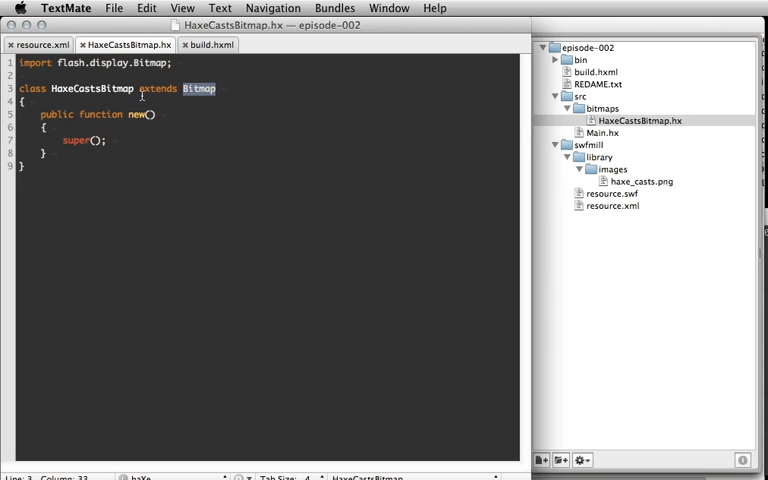 TextMate File Edit View Text Navigation Bundles Window Help
HaxeCastsBitmap.hx — episode-002
resource.xml
HaxeCastsBitmap.hx
build.hxml
1 import flash.display.Bitmap;
2
3 class HaxeCastsBitmap extends Bitmap
4 {
5 public function new()
6 {
7 super();
8 }
9 }
Line: 3 Column: 33 haXe Tab Size: 4 HaxeCastsBitmap
episode-002
bin
build.hxml
REDAME.txt
src
bitmaps
HaxeCastsBitmap.hx
Main.hx
swfmill
library
images
haxe_casts.png
resource.swf
resource.xml